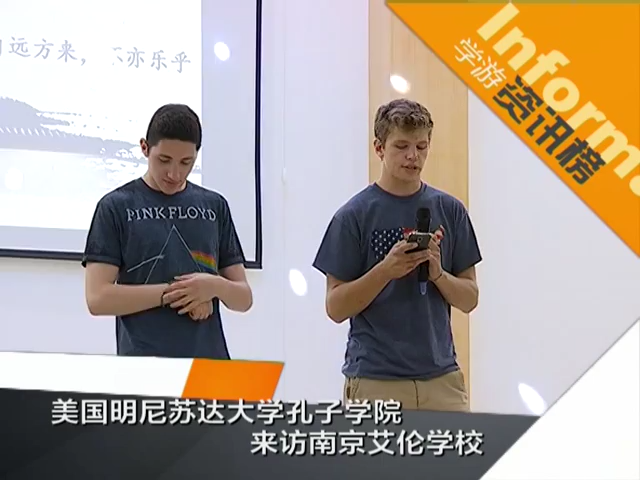 远方来，不亦乐乎
Informa
学游
资讯榜
PINK FLOYD
美国明尼苏达大学孔子学院
来访南京艾伦学校